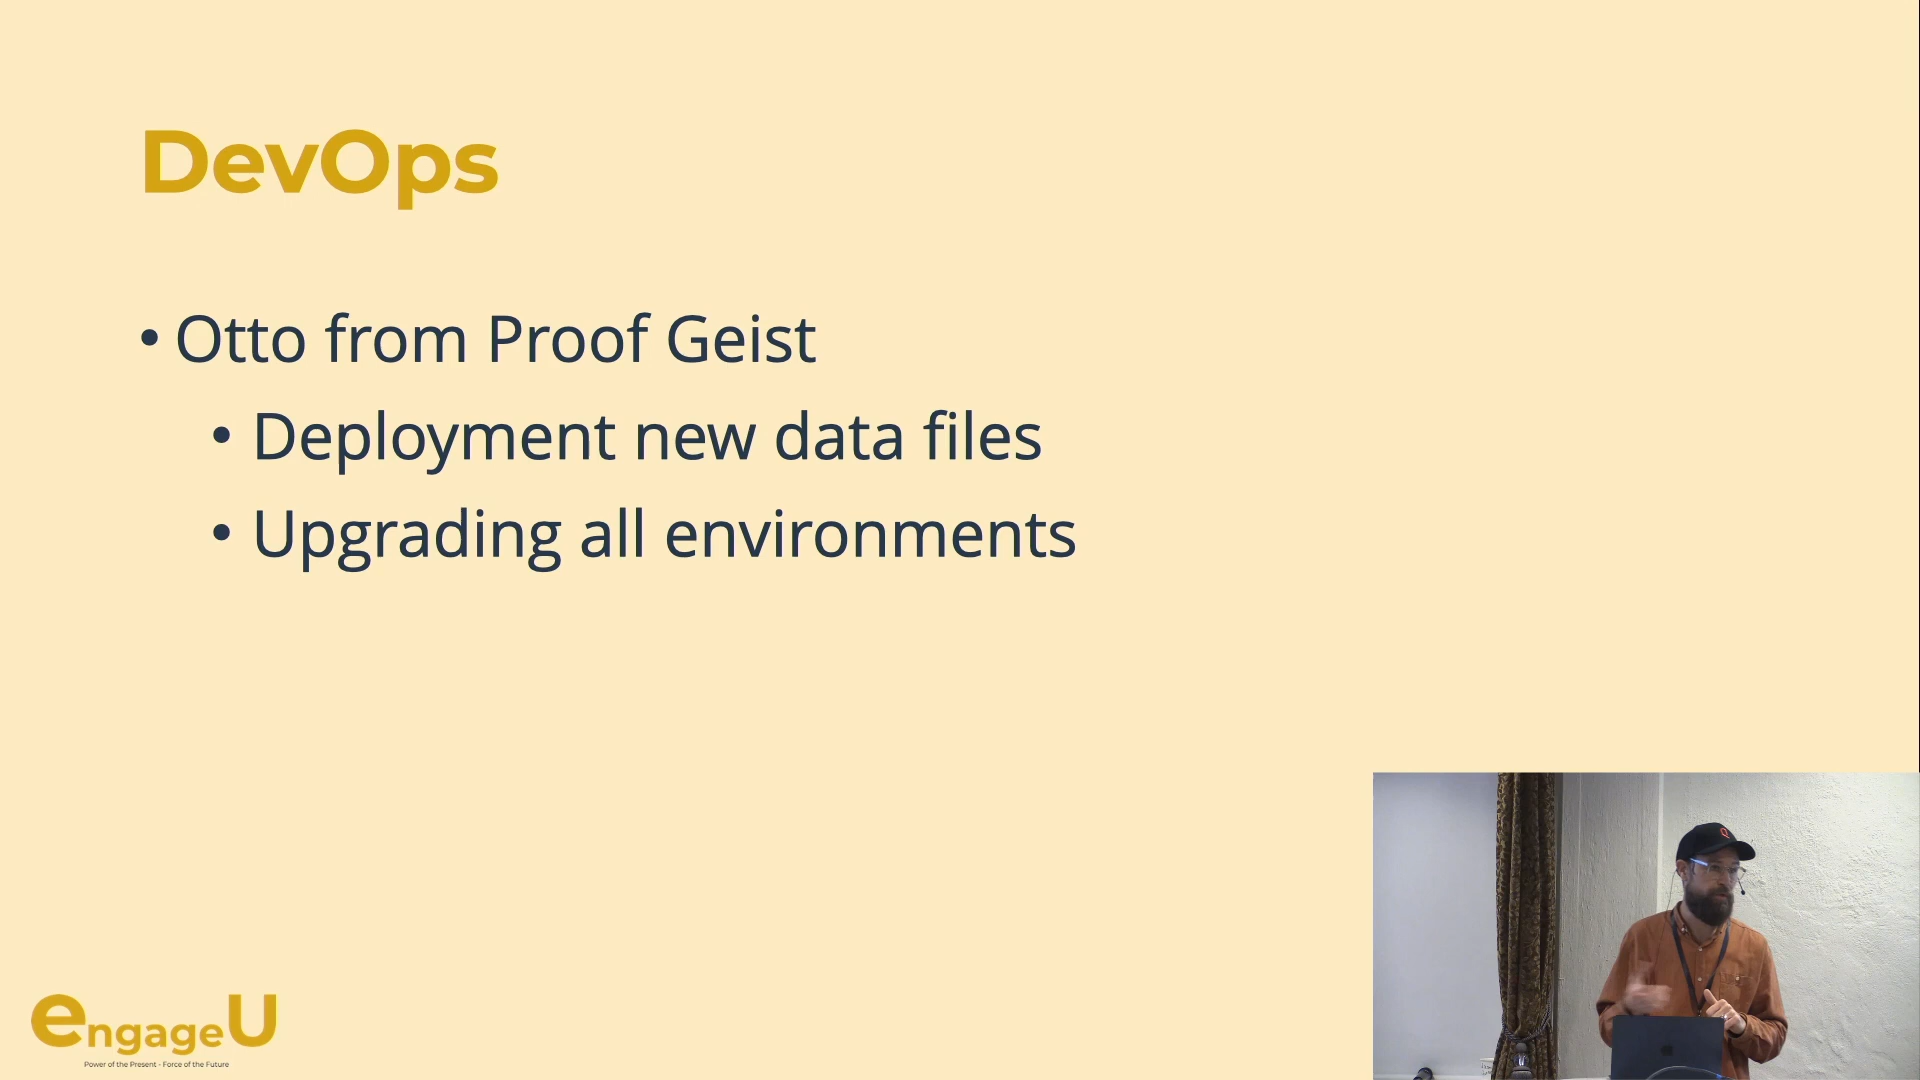 DevOps
• Otto from Proof Geist
• Deployment new data files
• Upgrading all environments
engageU
Power of the Present - Force of the Future